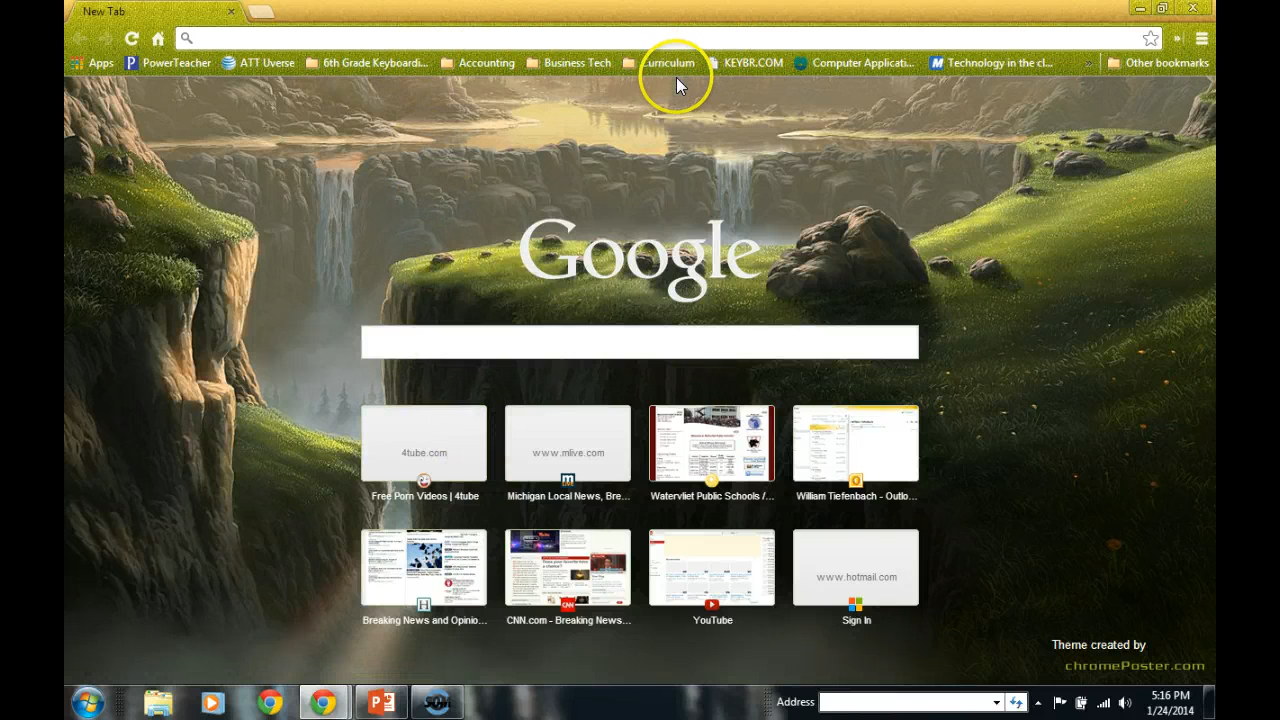 New Tab
Apps PowerTeacher ATT Uverse 6th Grade Keyboardi... Accounting Business Tech Curriculum KEYBR.COM Computer Applicati... Technology in the cl... » Other bookmarks
Google
4tube.com www.mlive.com
Free Porn Videos | 4tube Michigan Local News, Bre... Watervliet Public Schools /... William Tiefenbach - Outlo...
www.hotmail.com
Breaking News and Opinio... CNN.com - Breaking News... YouTube Sign In
Theme created by
chromePoster.com
Address 5:16 PM
1/24/2014